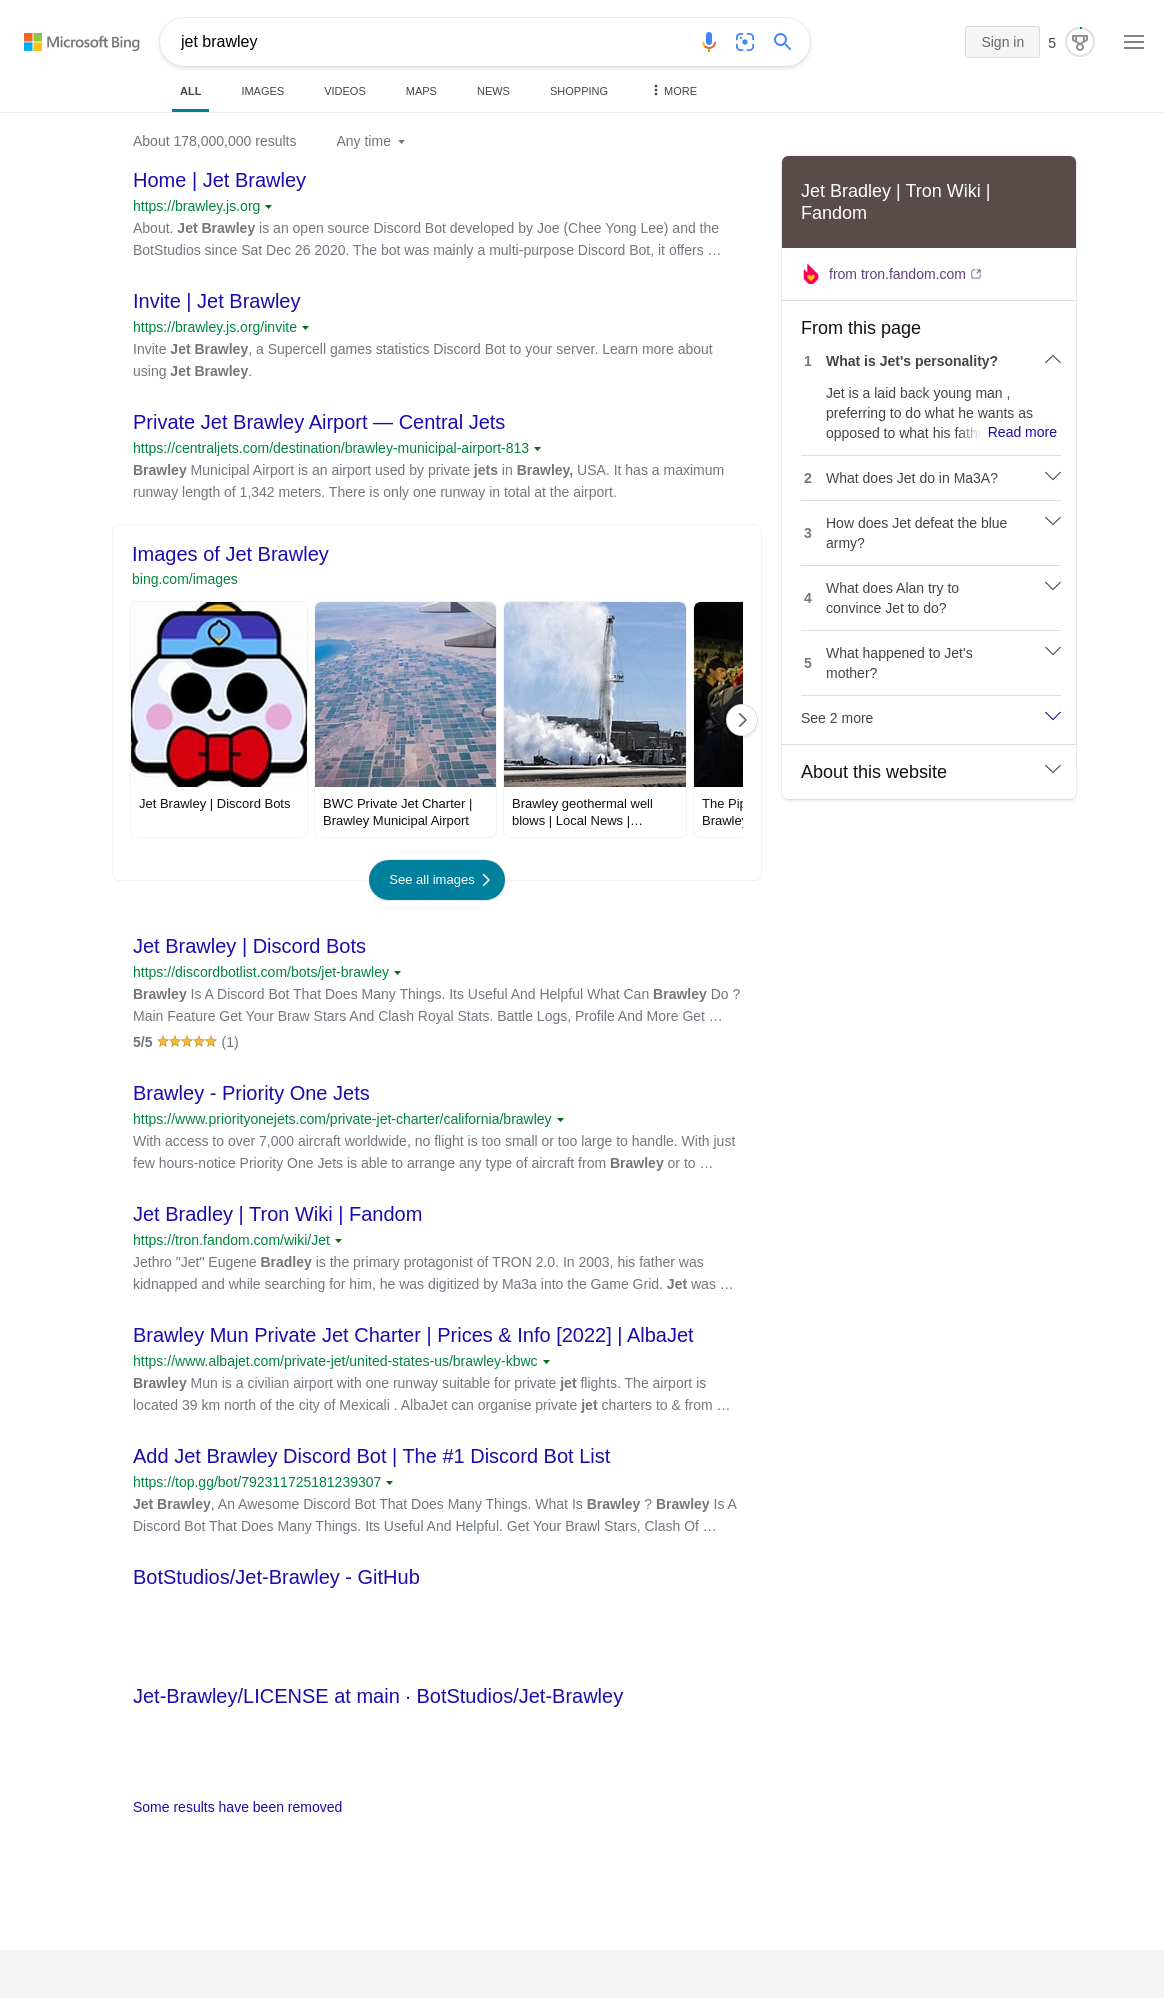 Microsoft Bing
jet brawley
Sign in
5
ALL
IMAGES
VIDEOS
MAPS
NEWS
SHOPPING
MORE
About 178,000,000 results
Any time
Home | Jet Brawley
https://brawley.js.org
About. Jet Brawley is an open source Discord Bot developed by Joe (Chee Yong Lee) and the
BotStudios since Sat Dec 26 2020. The bot was mainly a multi-purpose Discord Bot, it offers …
Invite | Jet Brawley
https://brawley.js.org/invite
Invite Jet Brawley, a Supercell games statistics Discord Bot to your server. Learn more about
using Jet Brawley.
Private Jet Brawley Airport — Central Jets
https://centraljets.com/destination/brawley-municipal-airport-813
Brawley Municipal Airport is an airport used by private jets in Brawley, USA. It has a maximum
runway length of 1,342 meters. There is only one runway in total at the airport.
Images of Jet Brawley
bing.com/images
Jet Brawley | Discord Bots
BWC Private Jet Charter |
Brawley Municipal Airport
Brawley geothermal well
blows | Local News |…
The Pip
Brawley
See all images
Jet Brawley | Discord Bots
https://discordbotlist.com/bots/jet-brawley
Brawley Is A Discord Bot That Does Many Things. Its Useful And Helpful What Can Brawley Do ?
Main Feature Get Your Braw Stars And Clash Royal Stats. Battle Logs, Profile And More Get …
5/5 (1)
Brawley - Priority One Jets
https://www.priorityonejets.com/private-jet-charter/california/brawley
With access to over 7,000 aircraft worldwide, no flight is too small or too large to handle. With just
few hours-notice Priority One Jets is able to arrange any type of aircraft from Brawley or to …
Jet Bradley | Tron Wiki | Fandom
https://tron.fandom.com/wiki/Jet
Jethro "Jet" Eugene Bradley is the primary protagonist of TRON 2.0. In 2003, his father was
kidnapped and while searching for him, he was digitized by Ma3a into the Game Grid. Jet was …
Brawley Mun Private Jet Charter | Prices & Info [2022] | AlbaJet
https://www.albajet.com/private-jet/united-states-us/brawley-kbwc
Brawley Mun is a civilian airport with one runway suitable for private jet flights. The airport is
located 39 km north of the city of Mexicali . AlbaJet can organise private jet charters to & from …
Add Jet Brawley Discord Bot | The #1 Discord Bot List
https://top.gg/bot/792311725181239307
Jet Brawley, An Awesome Discord Bot That Does Many Things. What Is Brawley ? Brawley Is A
Discord Bot That Does Many Things. Its Useful And Helpful. Get Your Brawl Stars, Clash Of …
BotStudios/Jet-Brawley - GitHub
Jet-Brawley/LICENSE at main · BotStudios/Jet-Brawley
Some results have been removed
Jet Bradley | Tron Wiki |
Fandom
from tron.fandom.com
From this page
1 What is Jet's personality?
Jet is a laid back young man ,
preferring to do what he wants as
opposed to what his fath Read more
2 What does Jet do in Ma3A?
3 How does Jet defeat the blue
army?
4 What does Alan try to
convince Jet to do?
5 What happened to Jet's
mother?
See 2 more
About this website